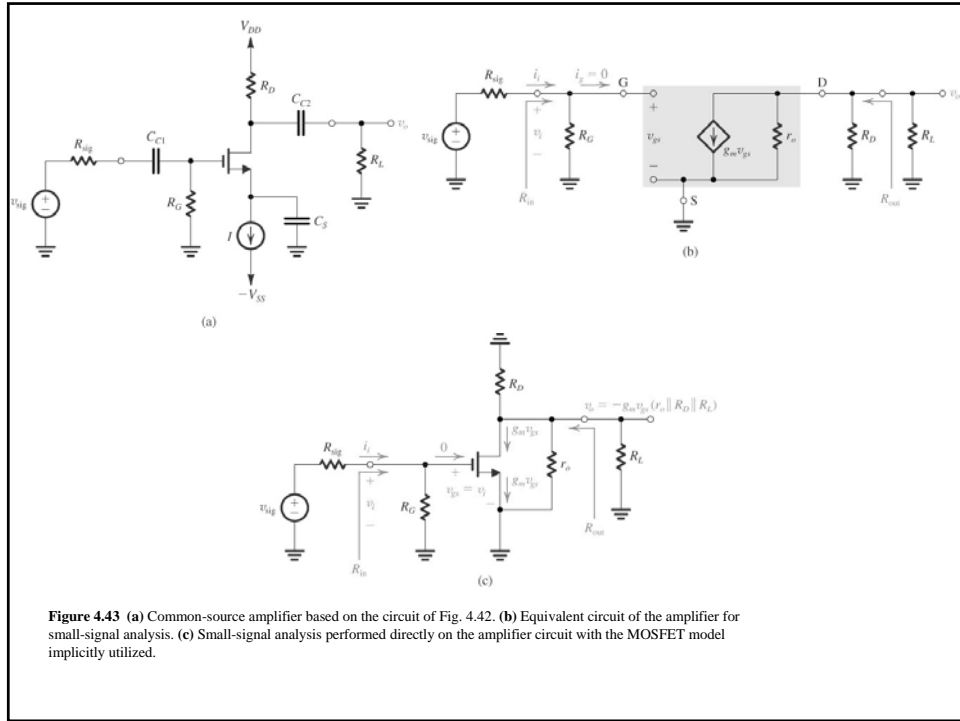 V_DD
R_D
C_C2
v_o
C_C1
R_sig
R_L
R_G
v_sig
I
C_S
−V_SS
(a)
R_sig
i_i
i_g = 0
G
D
v_o
v_sig
v_i
R_G
v_gs
g_m v_gs
r_o
R_D
R_L
R_in
S
R_out
(b)
R_D
v_o = −g_m v_gs (r_o ∥ R_D ∥ R_L)
g_m v_gs
R_sig
i_i
0
r_o
R_L
v_gs = v_i
g_m v_gs
v_sig
v_i
R_G
R_out
R_in
(c)
Figure 4.43 (a) Common-source amplifier based on the circuit of Fig. 4.42. (b) Equivalent circuit of the amplifier for
small-signal analysis. (c) Small-signal analysis performed directly on the amplifier circuit with the MOSFET model
implicitly utilized.